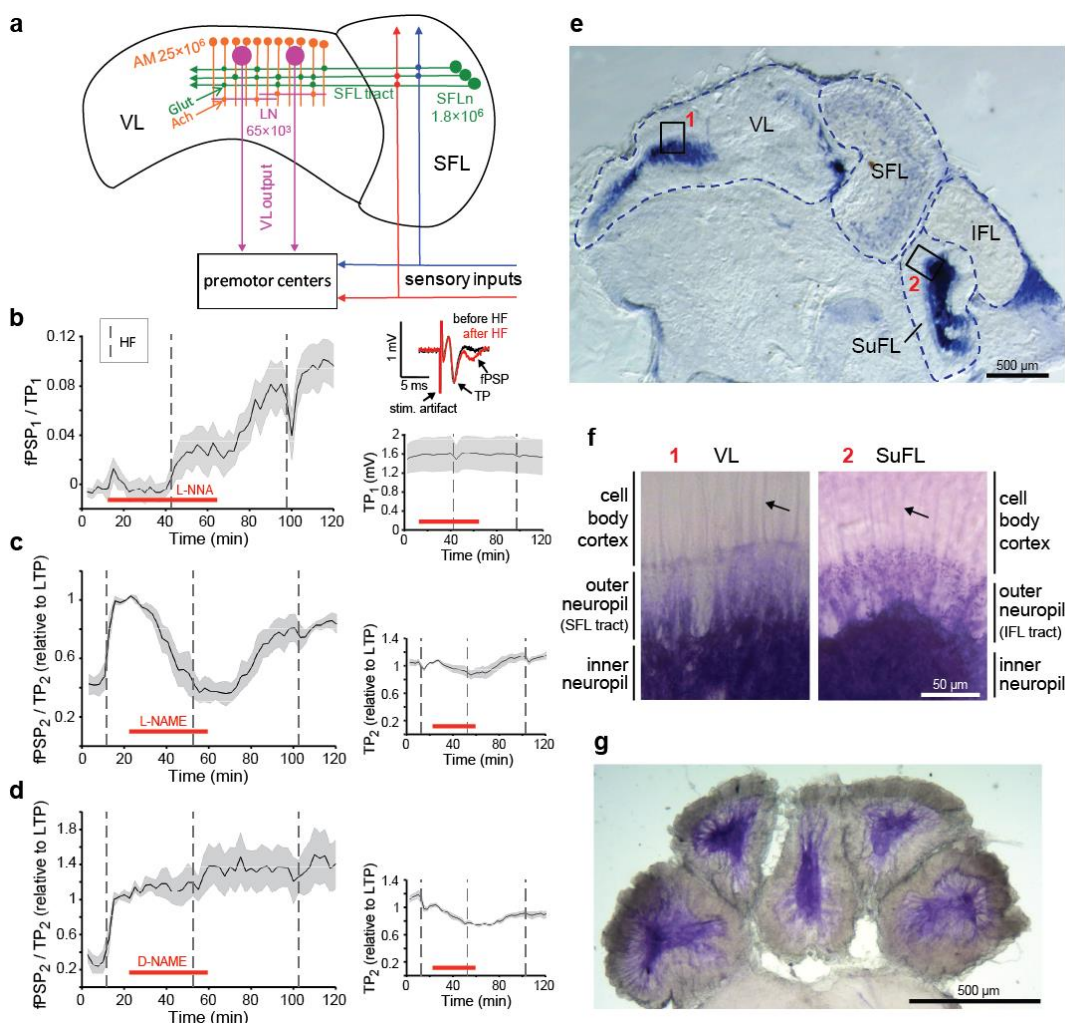 a
AM 25×10⁶
Glut
Ach
VL
LN
65×10³
SFL tract
SFLn
1.8×10⁶
SFL
VL output
premotor centers
sensory inputs
b
HF
fPSP₁ / TP₁
0.12
0.08
0.04
0
L-NNA
0 20 40 60 80 100 120
Time (min)
before HF
after HF
1 mV
5 ms
fPSP
TP
stim. artifact
TP₁ (mV)
2
1.5
1
0.5
0
0 20 40 60 80 100 120
Time (min)
c
fPSP₂ / TP₂ (relative to LTP)
1
0.6
0.2
L-NAME
0 20 40 60 80 100 120
Time (min)
TP₂ (relative to LTP)
1.4
1
0.6
0.2
0 40 80 120
Time (min)
d
fPSP₂ / TP₂ (relative to LTP)
1.8
1.4
1
0.6
0.2
D-NAME
0 20 40 60 80 100 120
Time (min)
TP₂ (relative to LTP)
1.4
1
0.6
0.2
0 20 40 60 80 100 120
Time (min)
e
1
VL
SFL
IFL
2
SuFL
500 µm
f
1 VL
2 SuFL
cell
body
cortex
outer
neuropil
(SFL tract)
inner
neuropil
cell
body
cortex
outer
neuropil
(IFL tract)
inner
neuropil
50 µm
g
500 µm